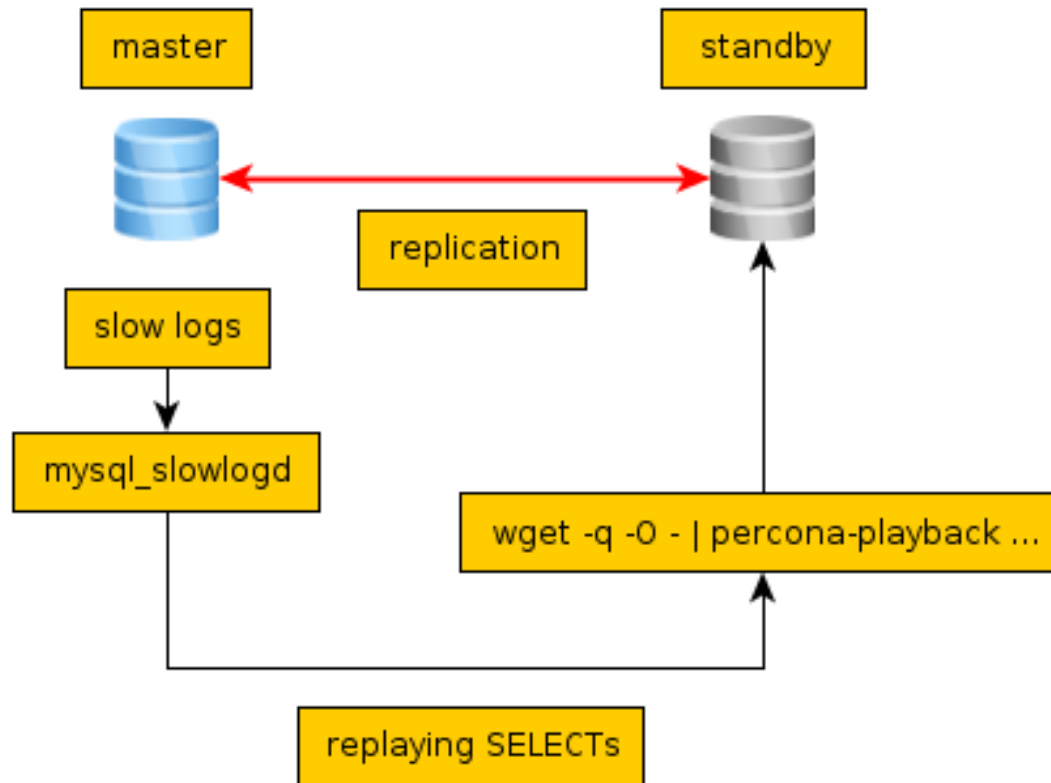 master
standby
replication
slow logs
mysql_slowlogd
wget -q -O - | percona-playback ...
replaying SELECTs